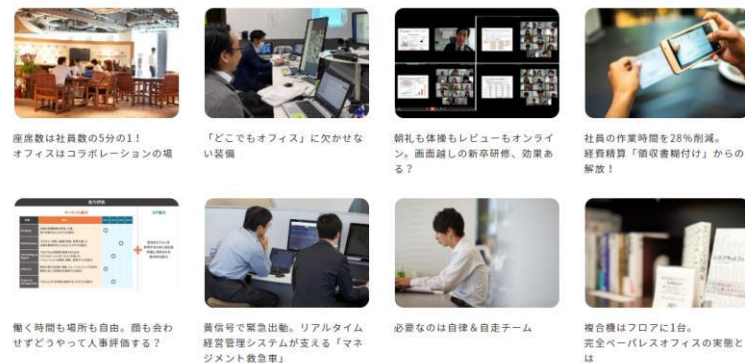 座席数は社員数の5分の1！
オフィスはコラボレーションの場
「どこでもオフィス」に欠かせな
い装備
朝礼も体操もレビューもオンライ
ン。画面越しの新卒研修、効果あ
る？
社員の作業時間を28%削減。
経費精算「領収書糊付け」からの
解放！
働く時間も場所も自由。顔も会わ
せずどうやって人事評価する？
黄信号で緊急出動。リアルタイム
経営管理システムが支える「マネ
ジメント救急車」
必要なのは自律＆自走チーム
複合機はフロアに1台。
完全ペーパレスオフィスの実態と
は